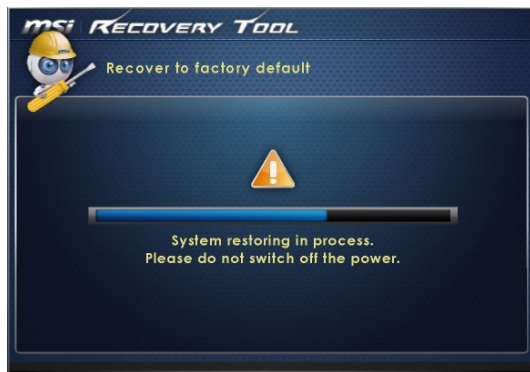 msi RECOVERY TOOL
Recover to factory default
System restoring in process.
Please do not switch off the power.